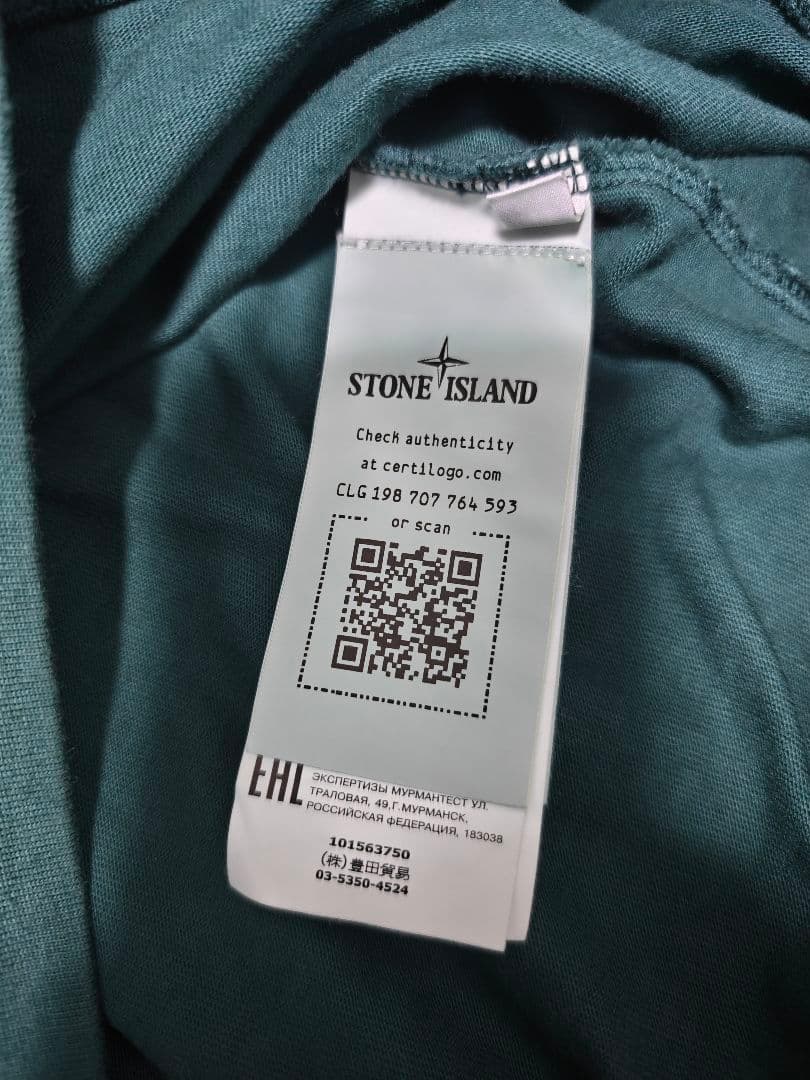 STONE ISLAND
Check authenticity
at certilogo.com
CLG 198 707 764 593
or scan
EAC
ЭКСПЕРТИЗЫ МУРМАНТЕСТ УЛ.
ТРАЛОВАЯ, 49,Г.МУРМАНСК,
РОССИЙСКАЯ фЕДЕРАЦИЯ, 183038
101563750
(株)豊田貿易
03-5350-4524